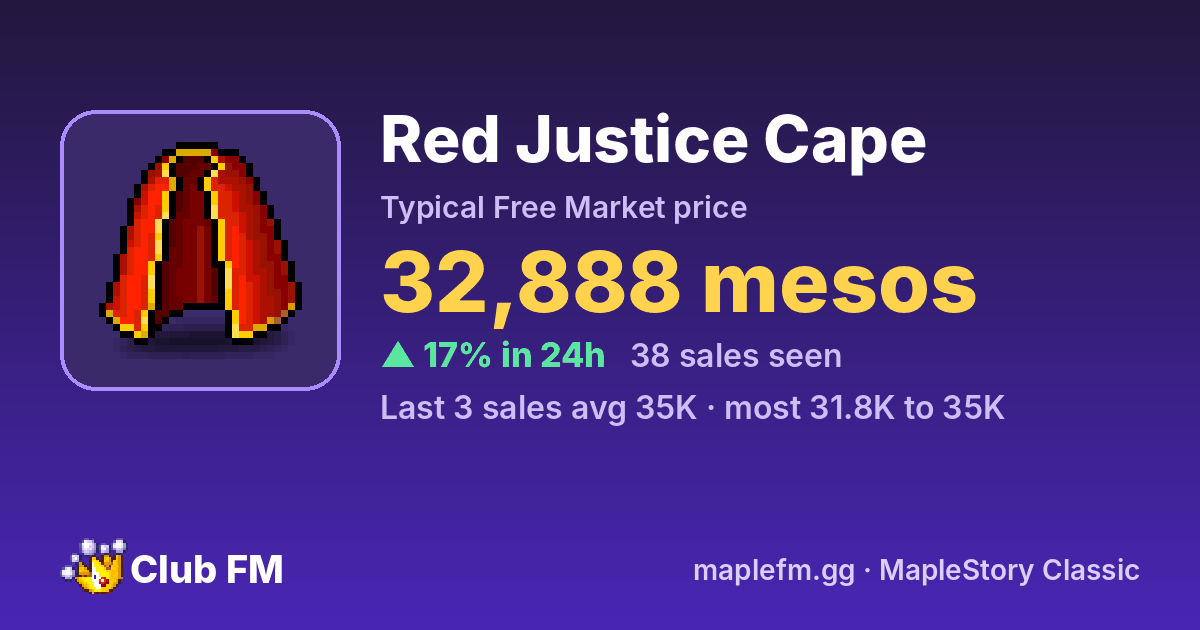 Red Justice Cape
Typical Free Market price
32,888 mesos
▲ 17% in 24h 38 sales seen
Last 3 sales avg 35K · most 31.8K to 35K
Club FM
maplefm.gg · MapleStory Classic